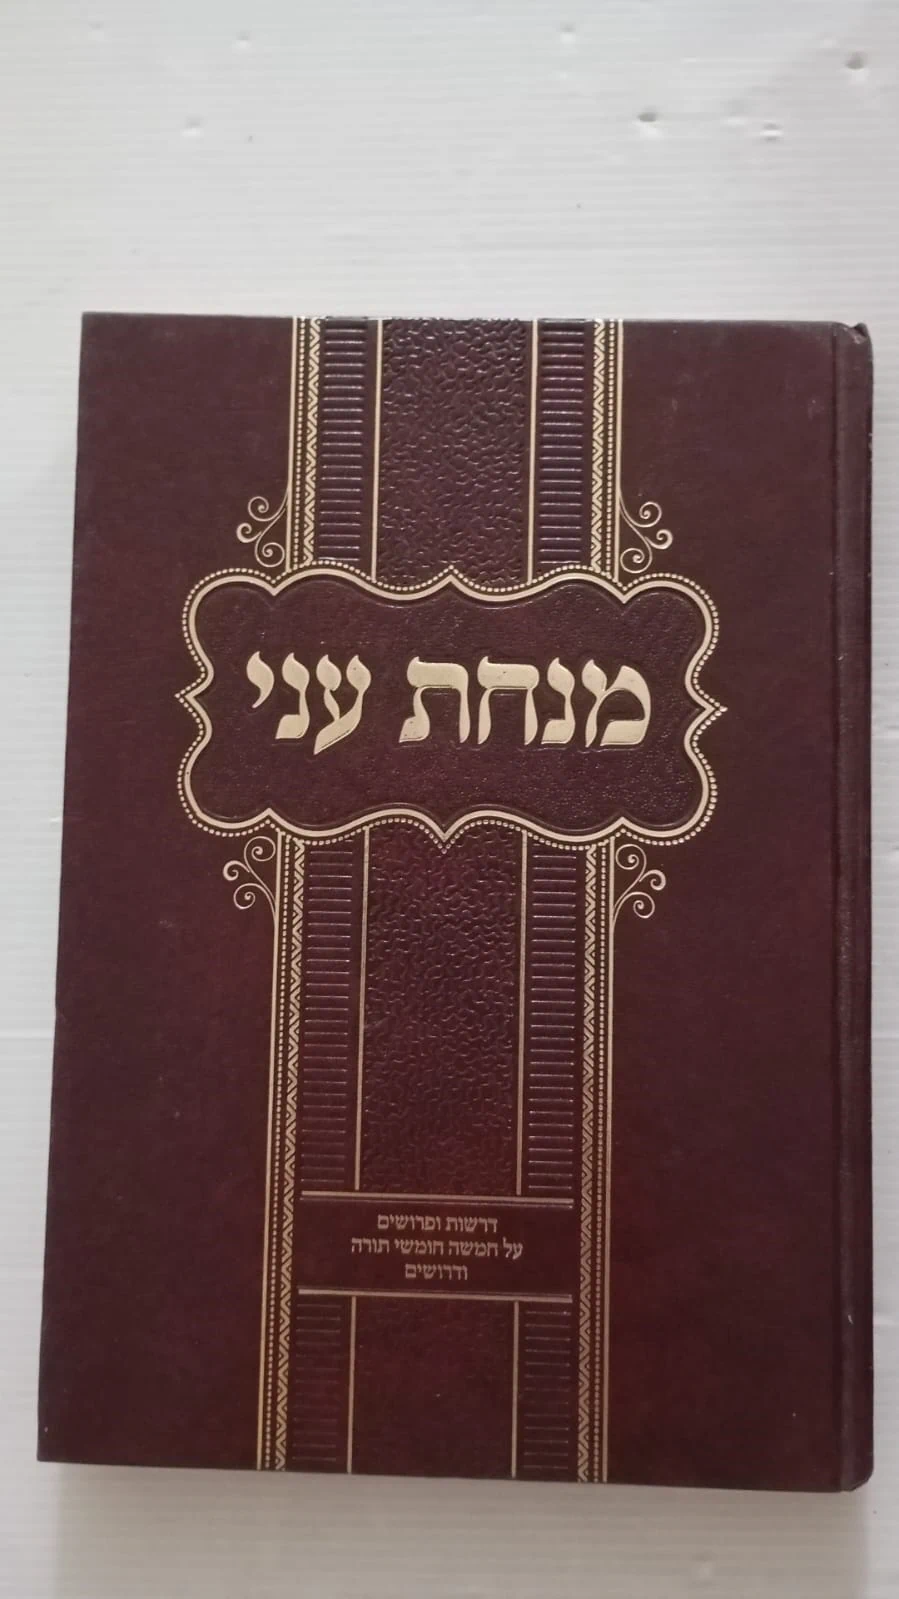 מנחת עני
דרשות ופרושים
על חמשה חומשי תורה
ודרושים